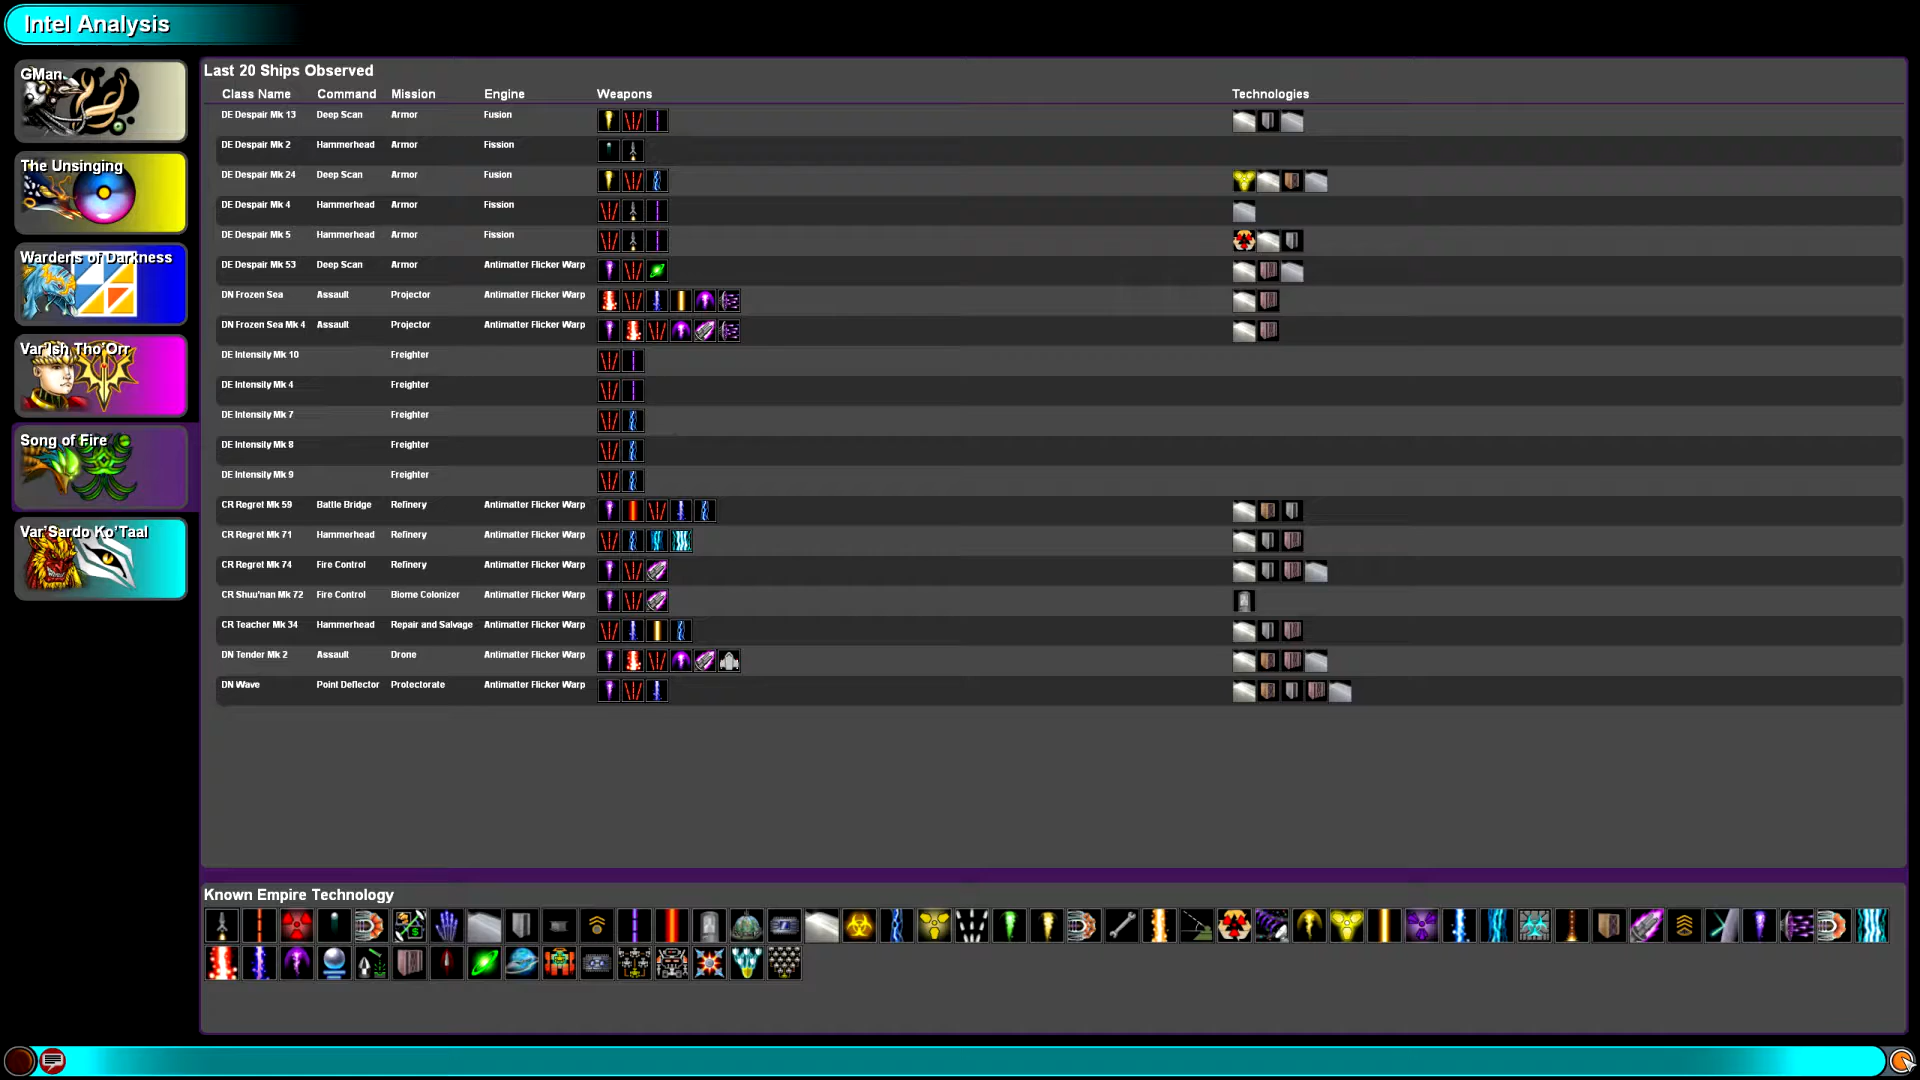 Intel Analysis
GMan
The Unsinging
Wardens of Darkness
Var'Ish Tho'Orr
Song of Fire
Var'Sardo Ko'Taal
Last 20 Ships Observed
Class Name Command Mission Engine Weapons Technologies
DE Despair Mk 13 Deep Scan Armor Fusion
DE Despair Mk 2 Hammerhead Armor Fission
DE Despair Mk 24 Deep Scan Armor Fusion
DE Despair Mk 4 Hammerhead Armor Fission
DE Despair Mk 5 Hammerhead Armor Fission
DE Despair Mk 53 Deep Scan Armor Antimatter Flicker Warp
DN Frozen Sea Assault Projector Antimatter Flicker Warp
DN Frozen Sea Mk 4 Assault Projector Antimatter Flicker Warp
DE Intensity Mk 10 Freighter
DE Intensity Mk 4 Freighter
DE Intensity Mk 7 Freighter
DE Intensity Mk 8 Freighter
DE Intensity Mk 9 Freighter
CR Regret Mk 59 Battle Bridge Refinery Antimatter Flicker Warp
CR Regret Mk 71 Hammerhead Refinery Antimatter Flicker Warp
CR Regret Mk 74 Fire Control Refinery Antimatter Flicker Warp
CR Shuu'nan Mk 72 Fire Control Biome Colonizer Antimatter Flicker Warp
CR Teacher Mk 34 Hammerhead Repair and Salvage Antimatter Flicker Warp
DN Tender Mk 2 Assault Drone Antimatter Flicker Warp
DN Wave Point Deflector Protectorate Antimatter Flicker Warp
Known Empire Technology